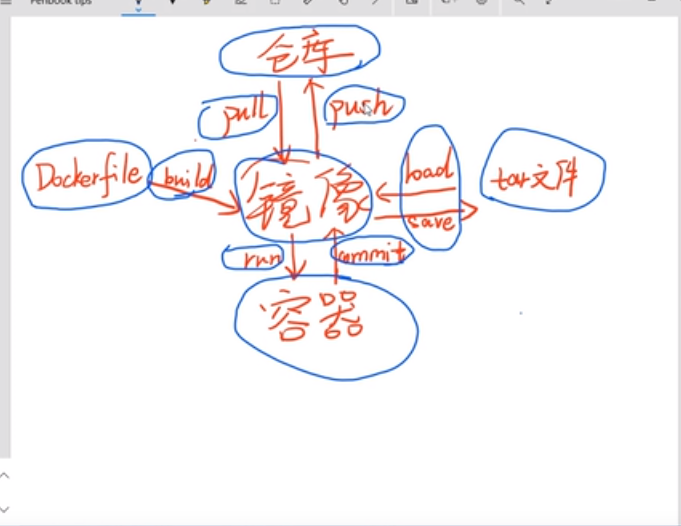 Penbook tips
仓库
pull
push
Dockerfile
build
镜像
load
save
tar文件
run
commit
容器